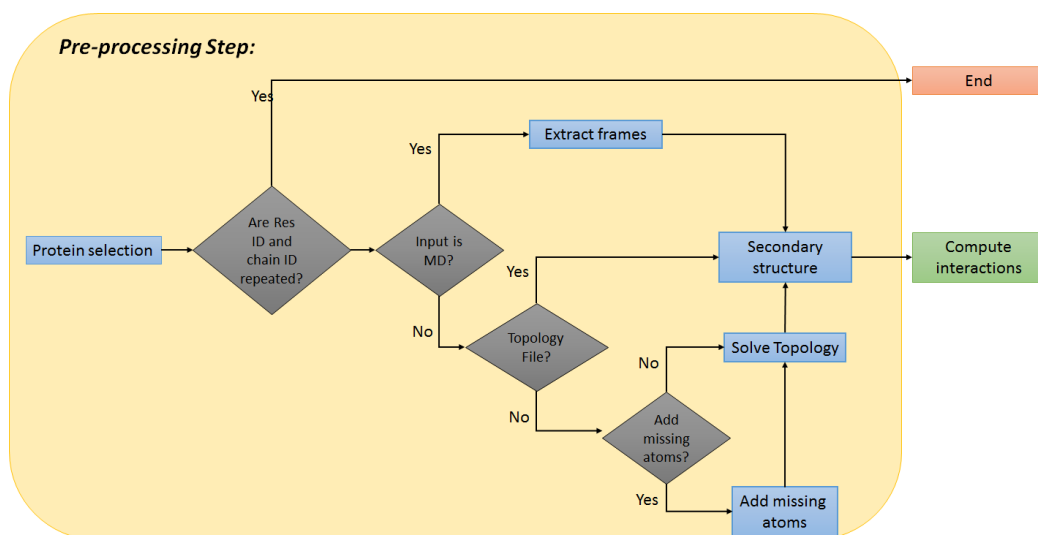 Pre-processing Step:
Yes
End
Extract frames
Yes
Are Res
ID and
chain ID
repeated?
Protein selection
Input is
MD?
Secondary
structure
Compute
interactions
Yes
No
Topology
File?
Solve Topology
No
No
Add
missing
atoms?
Yes
Add missing
atoms